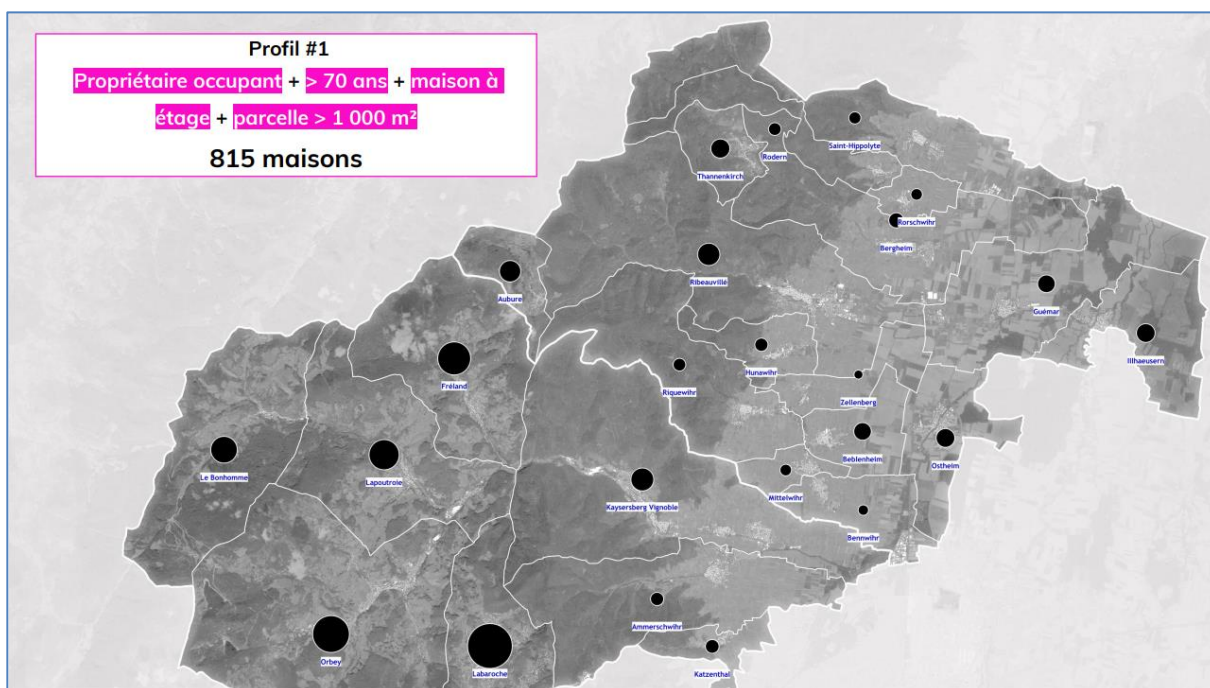 Profil #1
Propriétaire occupant + > 70 ans + maison à
étage + parcelle > 1 000 m²
815 maisons
Saint-Hippolyte
Rodern
Thannenkirch
Rorschwihr
Bergheim
Ribeauvillé
Aubure
Guémar
Illhaeusern
Hunawihr
Fréland
Riquewihr
Zellenberg
Beblenheim
Ostheim
Le Bonhomme
Lapoutroie
Mittelwihr
Kaysersberg Vignoble
Bennwihr
Ammerschwihr
Orbey
Labaroche
Katzenthal